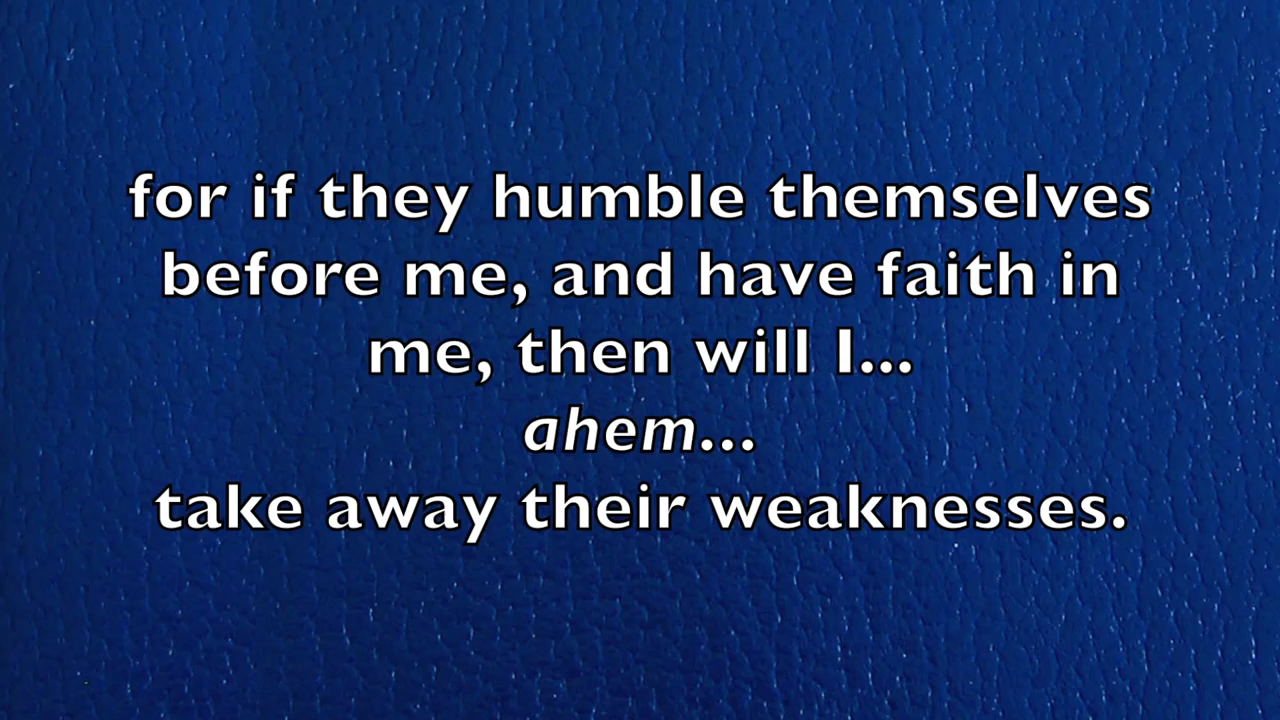 for if they humble themselves
before me, and have faith in
me, then will I...
ahem...
take away their weaknesses.